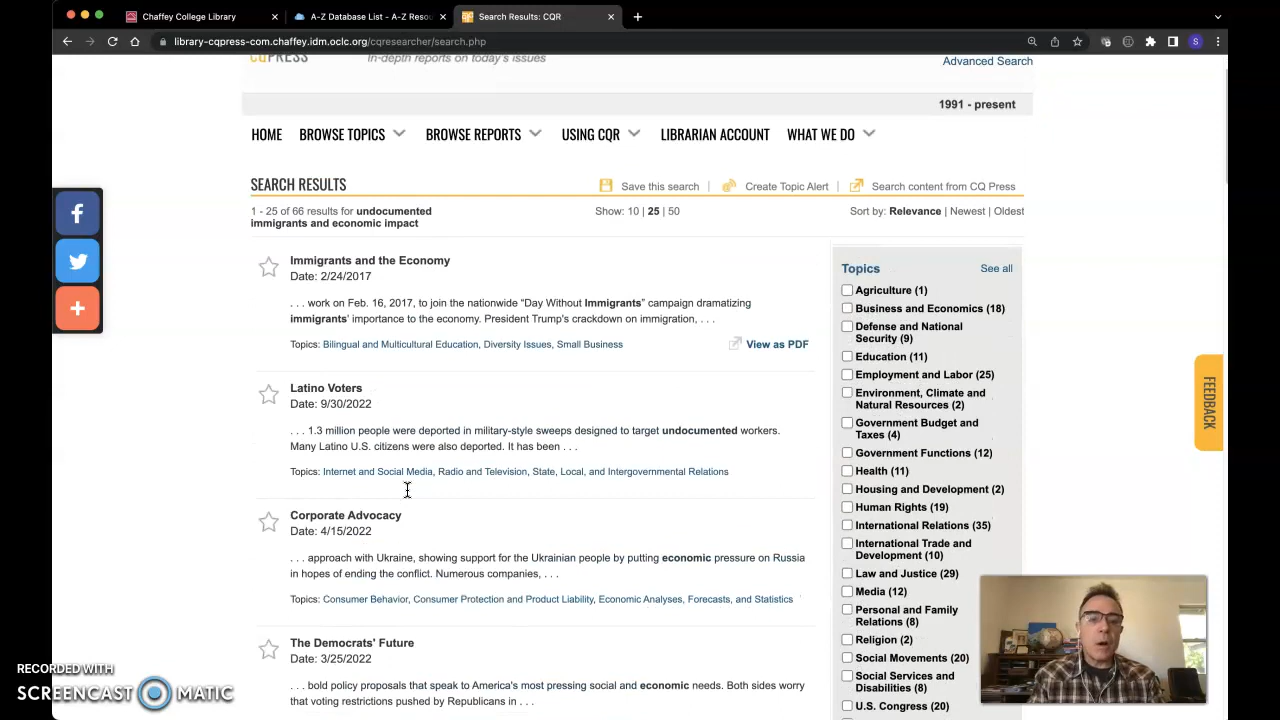 Chaffey College Library
A-Z Database List - A-Z Resou
Search Results: CQR
library-cqpress-com.chaffey.idm.oclc.org/cqresearcher/search.php
S
CQPRESS
In-depth reports on today's issues
Advanced Search
1991 - present
HOME BROWSE TOPICS BROWSE REPORTS USING CQR LIBRARIAN ACCOUNT WHAT WE DO
SEARCH RESULTS
Save this search | Create Topic Alert | Search content from CQ Press
1 - 25 of 66 results for undocumented
immigrants and economic impact
Show: 10 | 25 | 50
Sort by: Relevance | Newest | Oldest
Immigrants and the Economy
Date: 2/24/2017
. . . work on Feb. 16, 2017, to join the nationwide “Day Without Immigrants” campaign dramatizing
immigrants' importance to the economy. President Trump's crackdown on immigration, . . .
Topics: Bilingual and Multicultural Education, Diversity Issues, Small Business
View as PDF
Latino Voters
Date: 9/30/2022
. . . 1.3 million people were deported in military-style sweeps designed to target undocumented workers.
Many Latino U.S. citizens were also deported. It has been . . .
Topics: Internet and Social Media, Radio and Television, State, Local, and Intergovernmental Relations
Corporate Advocacy
Date: 4/15/2022
. . . approach with Ukraine, showing support for the Ukrainian people by putting economic pressure on Russia
in hopes of ending the conflict. Numerous companies, . . .
Topics: Consumer Behavior, Consumer Protection and Product Liability, Economic Analyses, Forecasts, and Statistics
The Democrats' Future
Date: 3/25/2022
. . . bold policy proposals that speak to America's most pressing social and economic needs. Both sides worry
that voting restrictions pushed by Republicans in . . .
Topics
See all
Agriculture (1)
Business and Economics (18)
Defense and National
Security (9)
Education (11)
Employment and Labor (25)
Environment, Climate and
Natural Resources (2)
Government Budget and
Taxes (4)
Government Functions (12)
Health (11)
Housing and Development (2)
Human Rights (19)
International Relations (35)
International Trade and
Development (10)
Law and Justice (29)
Media (12)
Personal and Family
Relations (8)
Religion (2)
Social Movements (20)
Social Services and
Disabilities (8)
U.S. Congress (20)
FEEDBACK
RECORDED WITH
SCREENCAST MATIC